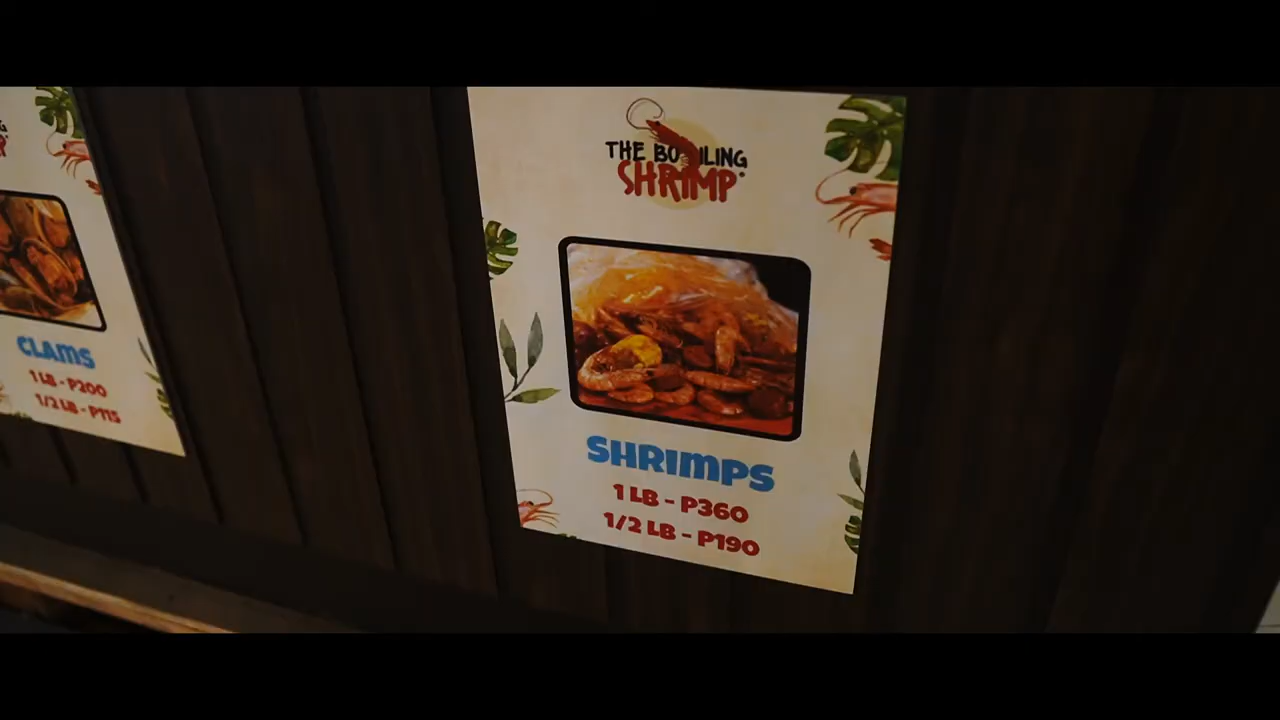 CLAMS
1 LB - P200
1/2 LB - P115
THE BOILING
SHRIMP
SHRIMPS
1 LB - P360
1/2 LB - P190